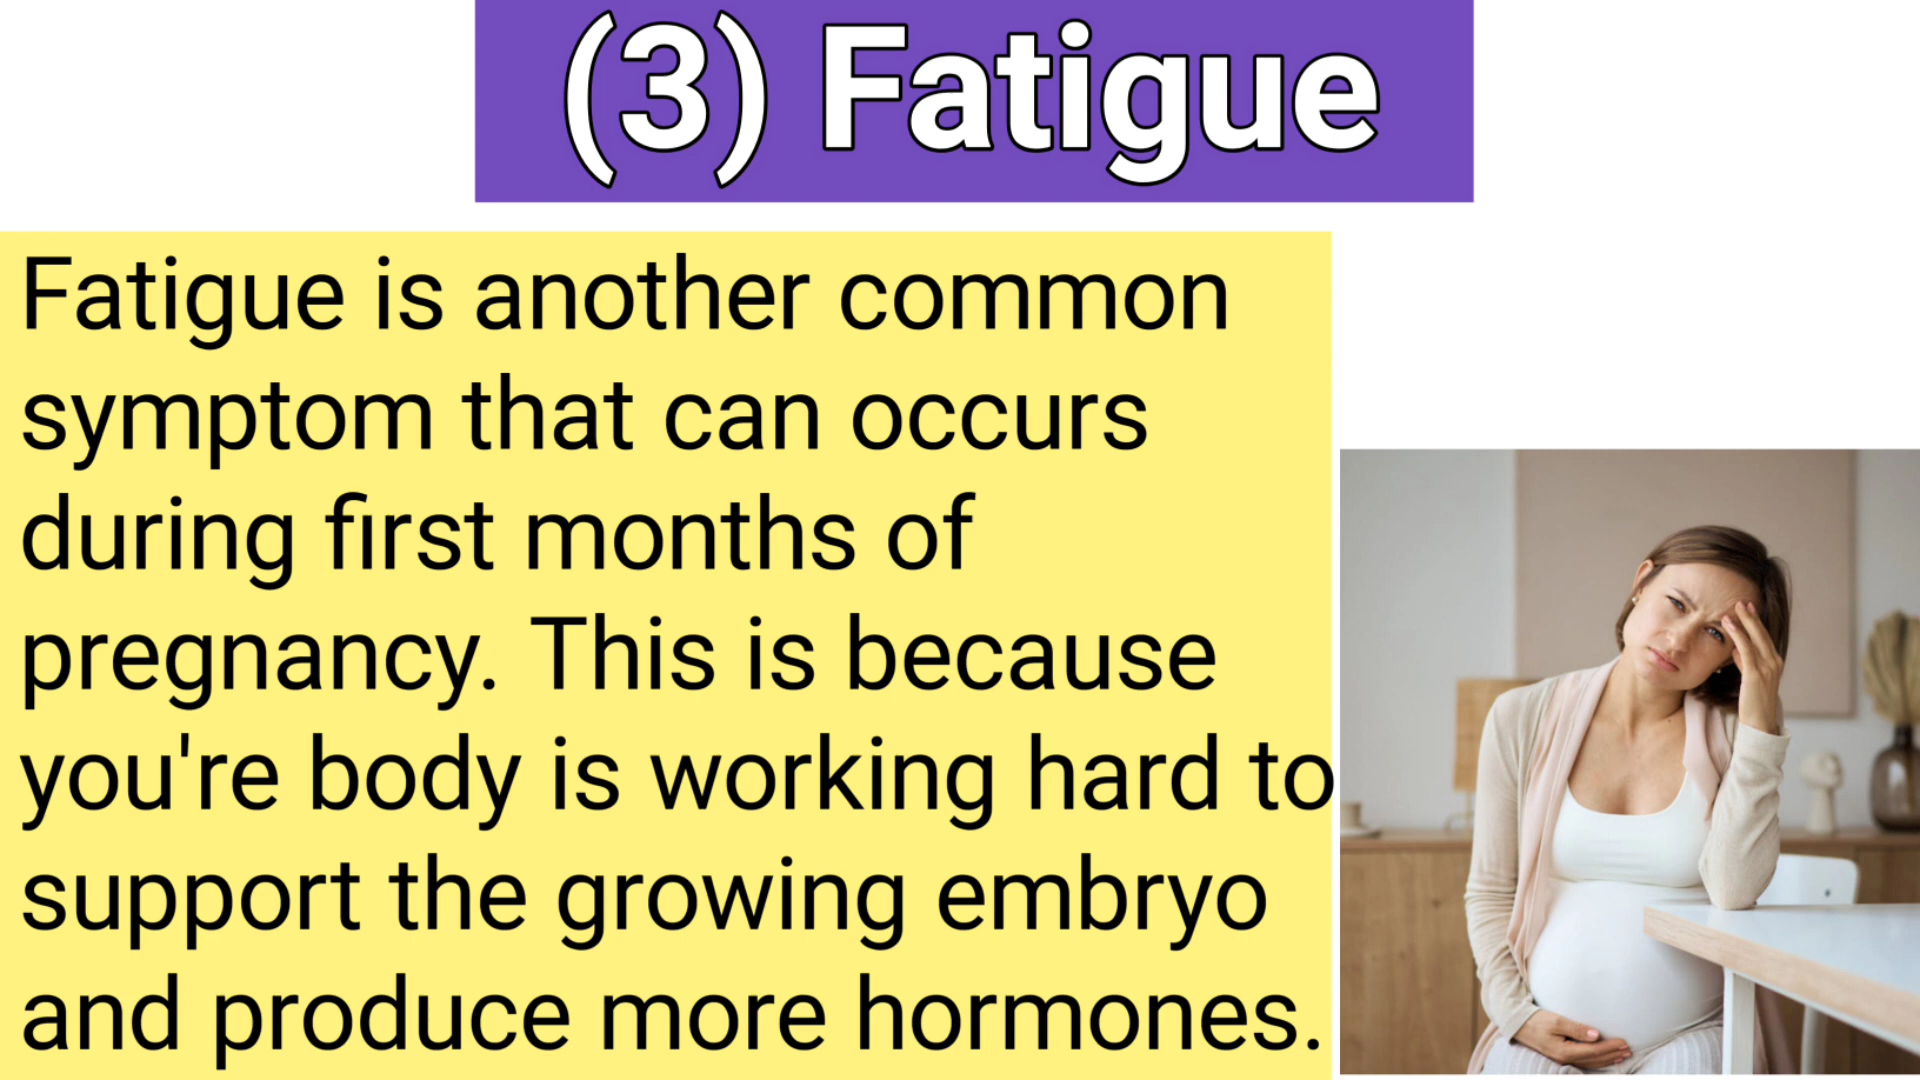 (3) Fatigue
Fatigue is another common
symptom that can occurs
during first months of
pregnancy. This is because
you're body is working hard to
support the growing embryo
and produce more hormones.